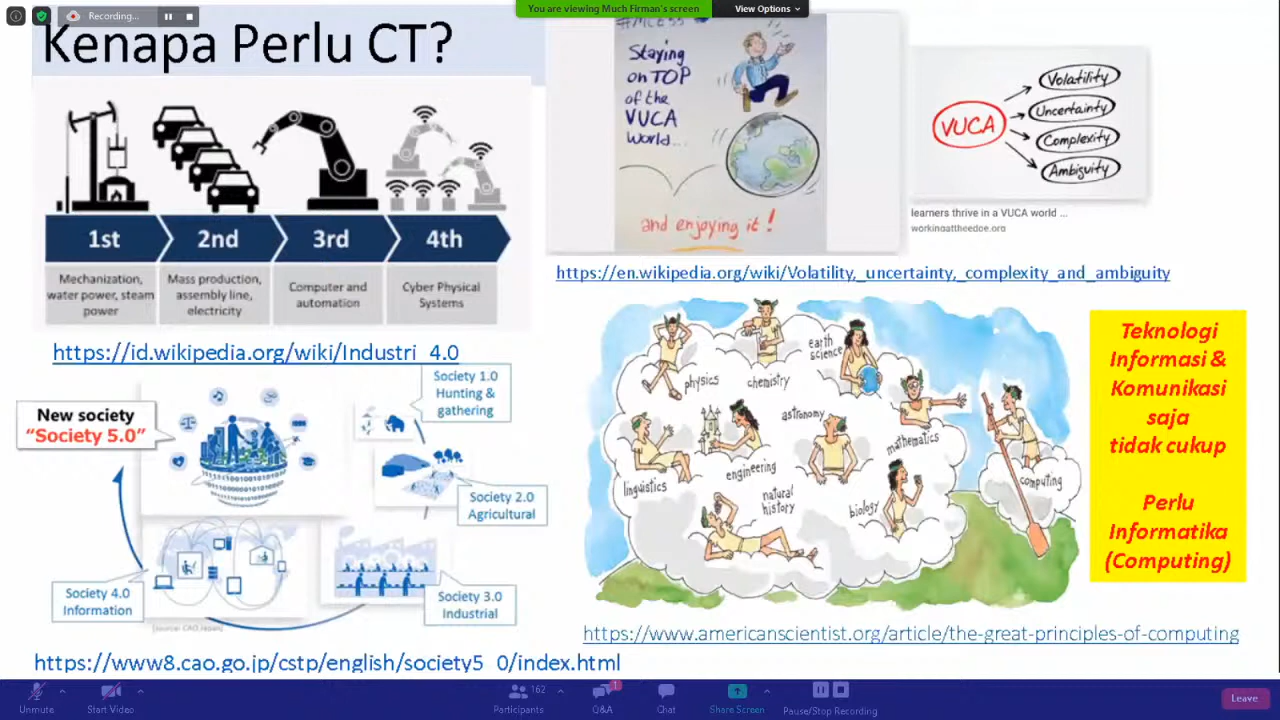 Recording...
You are viewing Much Firman's screen
View Options
Kenapa Perlu CT?
1st
2nd
3rd
4th
Mechanization,
water power, steam
power
Mass production,
assembly line,
electricity
Computer and
automation
Cyber Physical
Systems
https://id.wikipedia.org/wiki/Industri_4.0
Staying
on TOP
of the
VUCA
World...
and enjoying it!
VUCA
Volatility
Uncertainty
Complexity
Ambiguity
learners thrive in a VUCA world ...
workingattheedge.org
https://en.wikipedia.org/wiki/Volatility,_uncertainty,_complexity_and_ambiguity
New society
"Society 5.0"
Society 1.0
Hunting &
gathering
Society 2.0
Agricultural
Society 3.0
Industrial
Society 4.0
Information
https://www8.cao.go.jp/cstp/english/society5_0/index.html
physics
chemistry
earth
science
astronomy
mathematics
engineering
linguistics
natural
history
biology
computing
https://www.americanscientist.org/article/the-great-principles-of-computing
Teknologi
Informasi &
Komunikasi
saja
tidak cukup
Perlu
Informatika
(Computing)
Unmute
Start Video
162
Participants
1
Q&A
Chat
Share Screen
Pause/Stop Recording
Leave